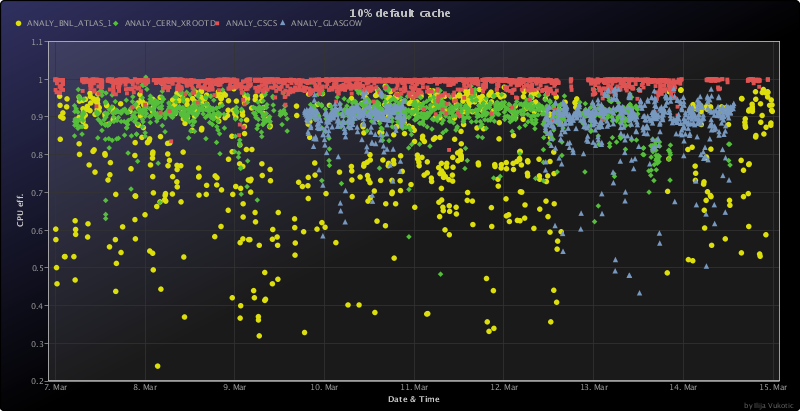 10% default cache
ANALY_BNL_ATLAS_1 ANALY_CERN_XROOTD ANALY_CSCS ANALY_GLASGOW
1.1
1
0.9
0.8
0.7
0.6
0.5
0.4
0.3
0.2
CPU eff.
7. Mar 8. Mar 9. Mar 10. Mar 11. Mar 12. Mar 13. Mar 14. Mar 15. Mar
Date & Time
by Ilija Vukotic